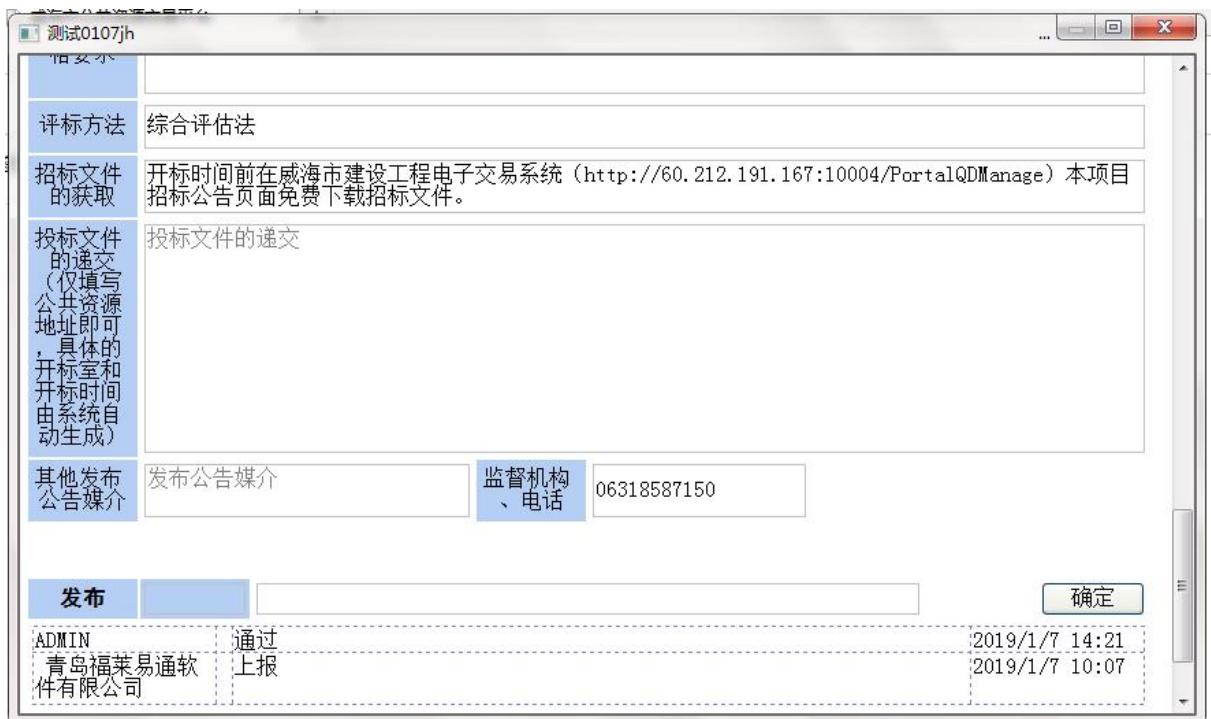 测试0107jh
...
格要求
评标方法
综合评估法
招标文件
的获取
开标时间前在威海市建设工程电子交易系统（http://60.212.191.167:10004/PortalQDManage）本项目
招标公告页面免费下载招标文件。
投标文件
的递交
（仅填写
公共资源
地址即可
，具体的
开标室和
开标时间
由系统自
动生成）
投标文件的递交
其他发布
公告媒介
发布公告媒介
监督机构
、电话
06318587150
发布
确定
ADMIN
通过
2019/1/7 14:21
青岛福莱易通软
件有限公司
上报
2019/1/7 10:07